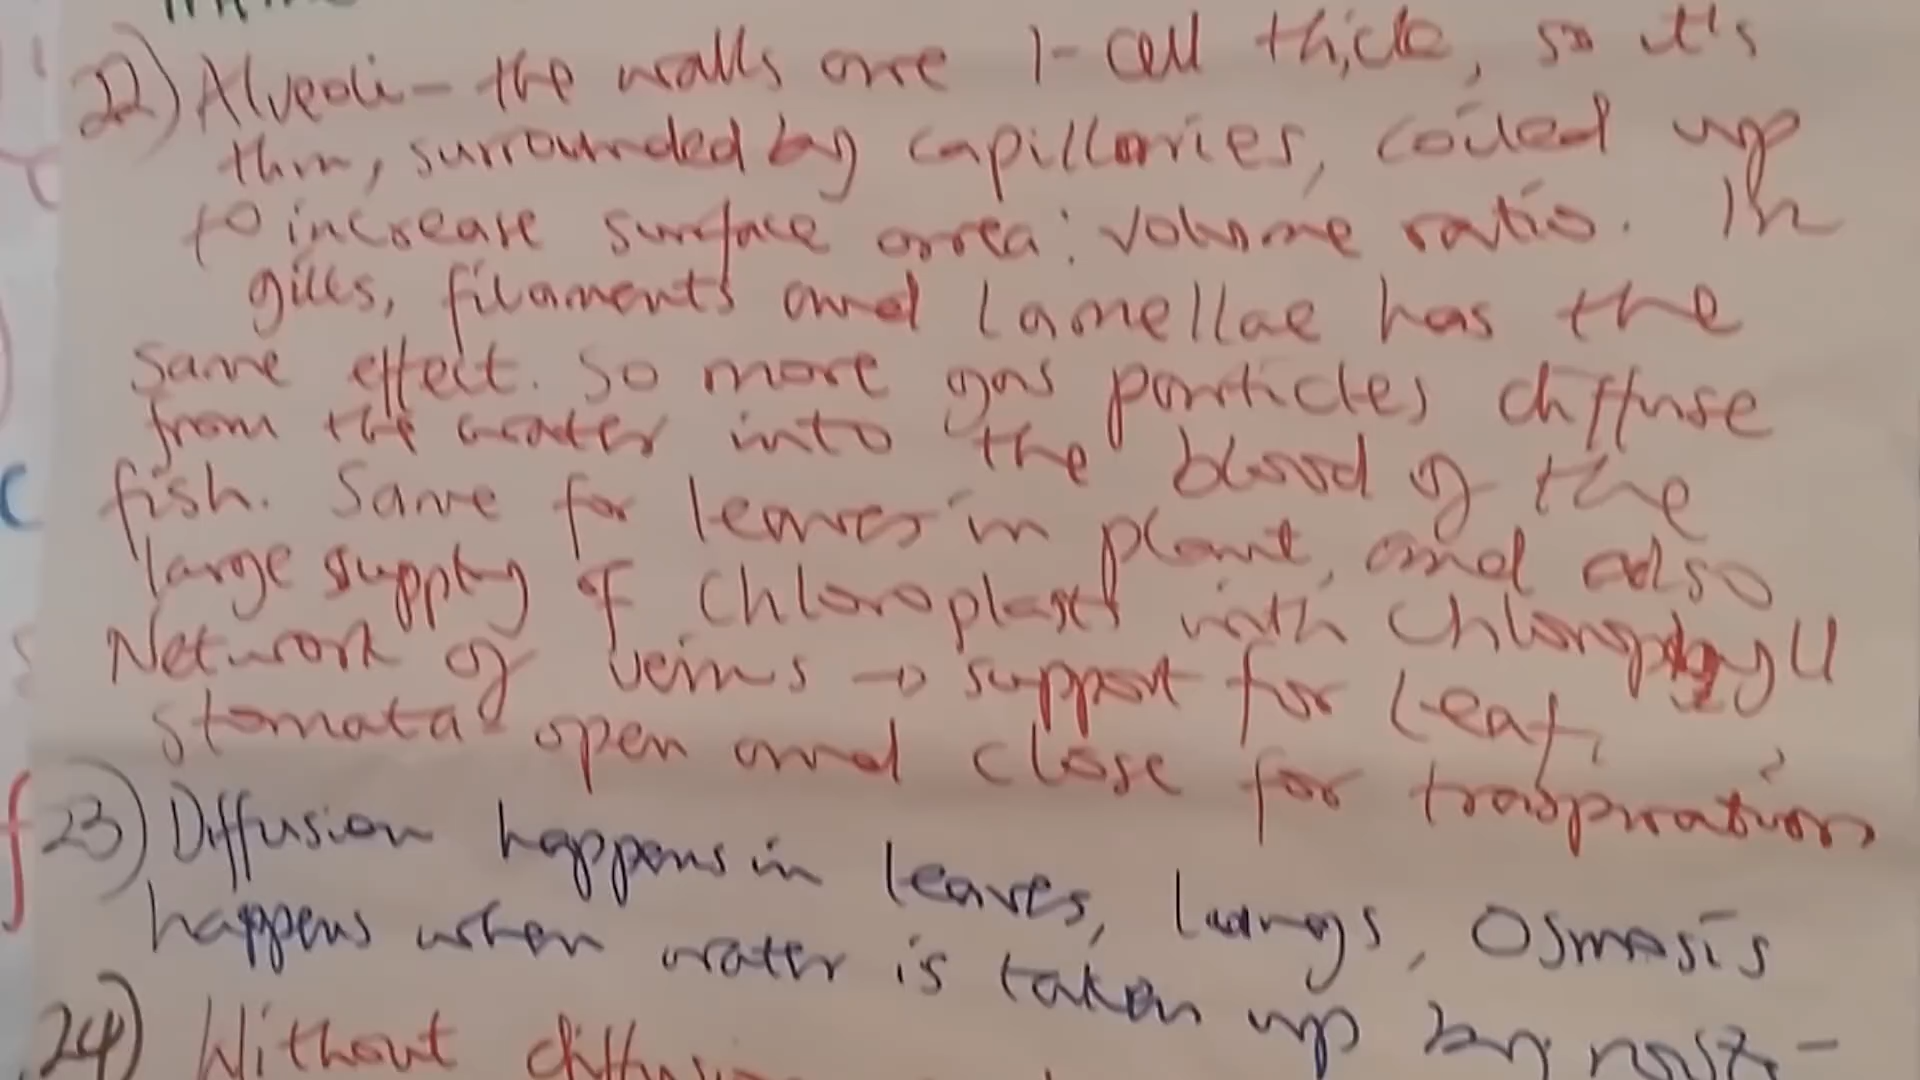 22) Alveoli - the walls are 1-cell thick, so it's
thin, surrounded by capillaries, coiled up
to increase surface area: volume ratio. In
gills, filaments and lamellae has the
same effect. So more gas particles diffuse
from the water into the blood of the
fish. Same for leaves in plant, and also
large supply of chloroplasts with chlorophyll
Network of veins → support for leaf,
stomata open and close for traspiration
23) Diffusion happens in leaves, lungs, Osmosis
happens when water is taken up by
24) Without